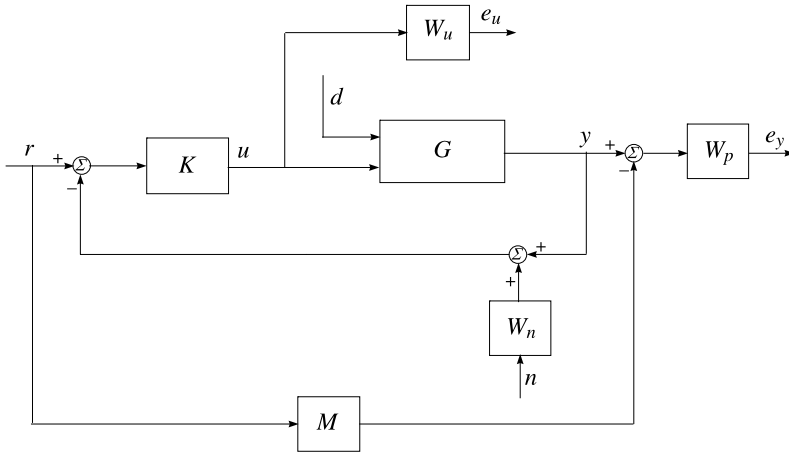 W_u
e_u
d
r
+
Σ
−
K
u
G
y
+
Σ
−
W_p
e_y
Σ
+
+
W_n
n
M